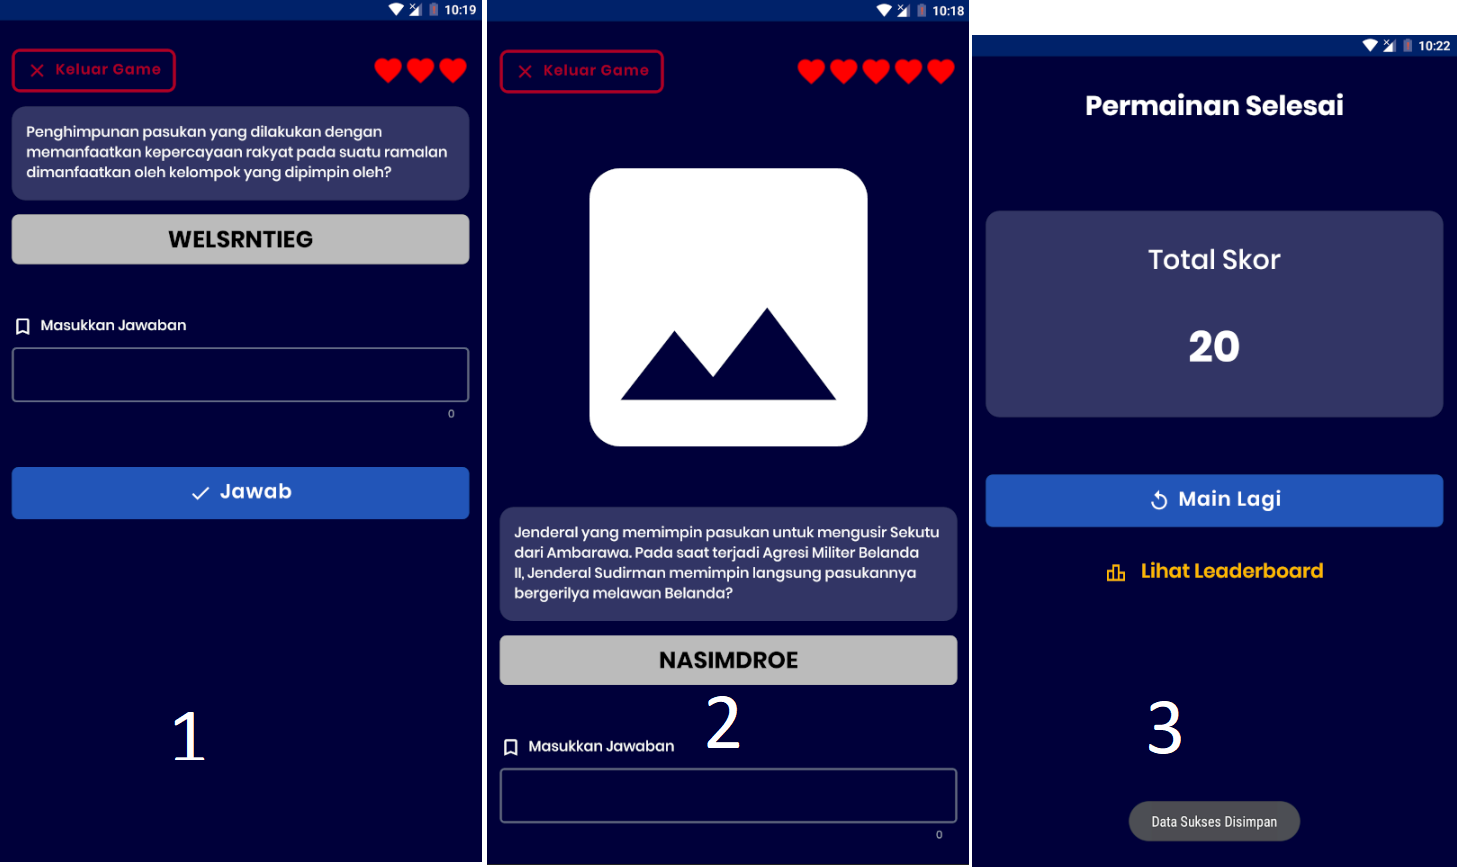 10:19
Keluar Game
Penghimpunan pasukan yang dilakukan dengan
memanfaatkan kepercayaan rakyat pada suatu ramalan
dimanfaatkan oleh kelompok yang dipimpin oleh?
WELSRNTIEG
Masukkan Jawaban
0
Jawab
1
10:18
Keluar Game
Jenderal yang memimpin pasukan untuk mengusir Sekutu
dari Ambarawa. Pada saat terjadi Agresi Militer Belanda
II, Jenderal Sudirman memimpin langsung pasukannya
bergerilya melawan Belanda?
NASIMDROE
2
Masukkan Jawaban
0
10:22
Permainan Selesai
Total Skor
20
Main Lagi
Lihat Leaderboard
3
Data Sukses Disimpan